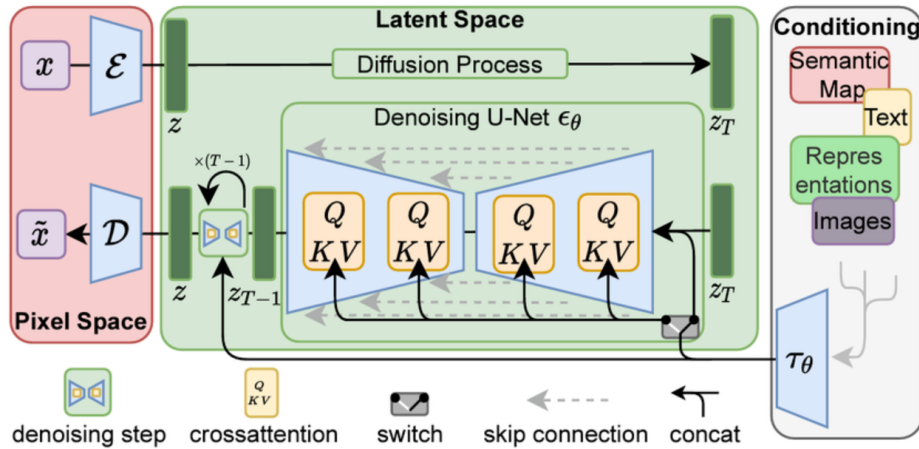 Latent Space
Conditioning
x
ℰ
z
Diffusion Process
z_T
Semantic
Map
Text
Repres
entations
Images
Denoising U-Net ϵ_θ
×(T−1)
Q
KV
Q
KV
Q
KV
Q
KV
x̃
𝒟
z
z_{T−1}
z_T
Pixel Space
τ_θ
Q
KV
denoising step
crossattention
switch
skip connection
concat